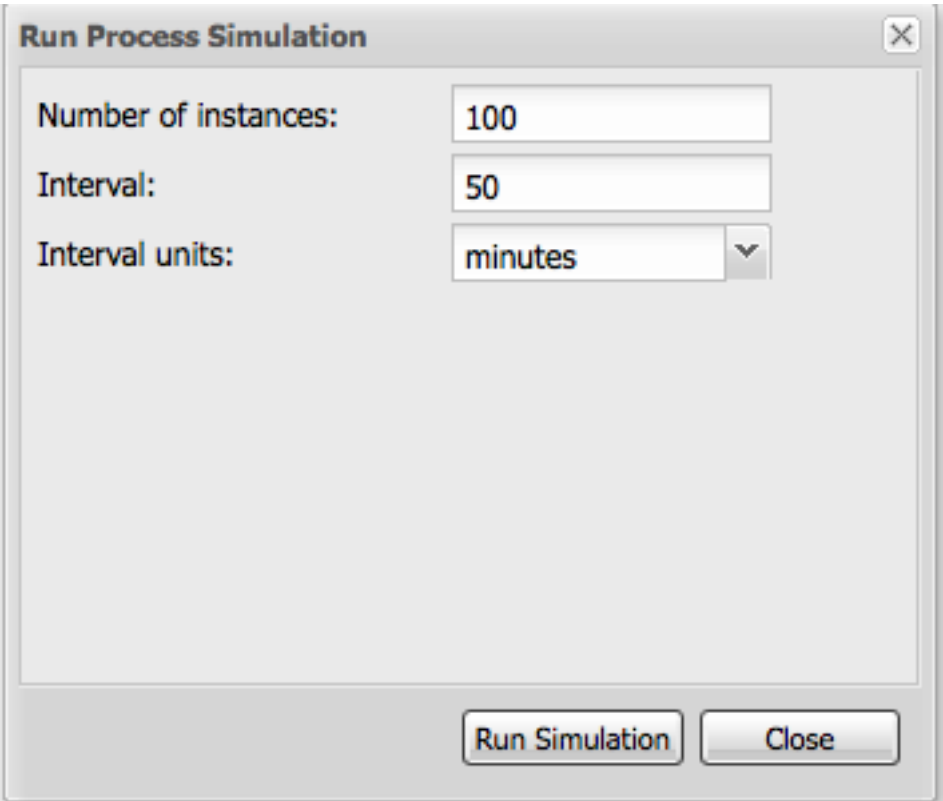 Run Process Simulation
Number of instances: 100
Interval: 50
Interval units: minutes
Run Simulation Close